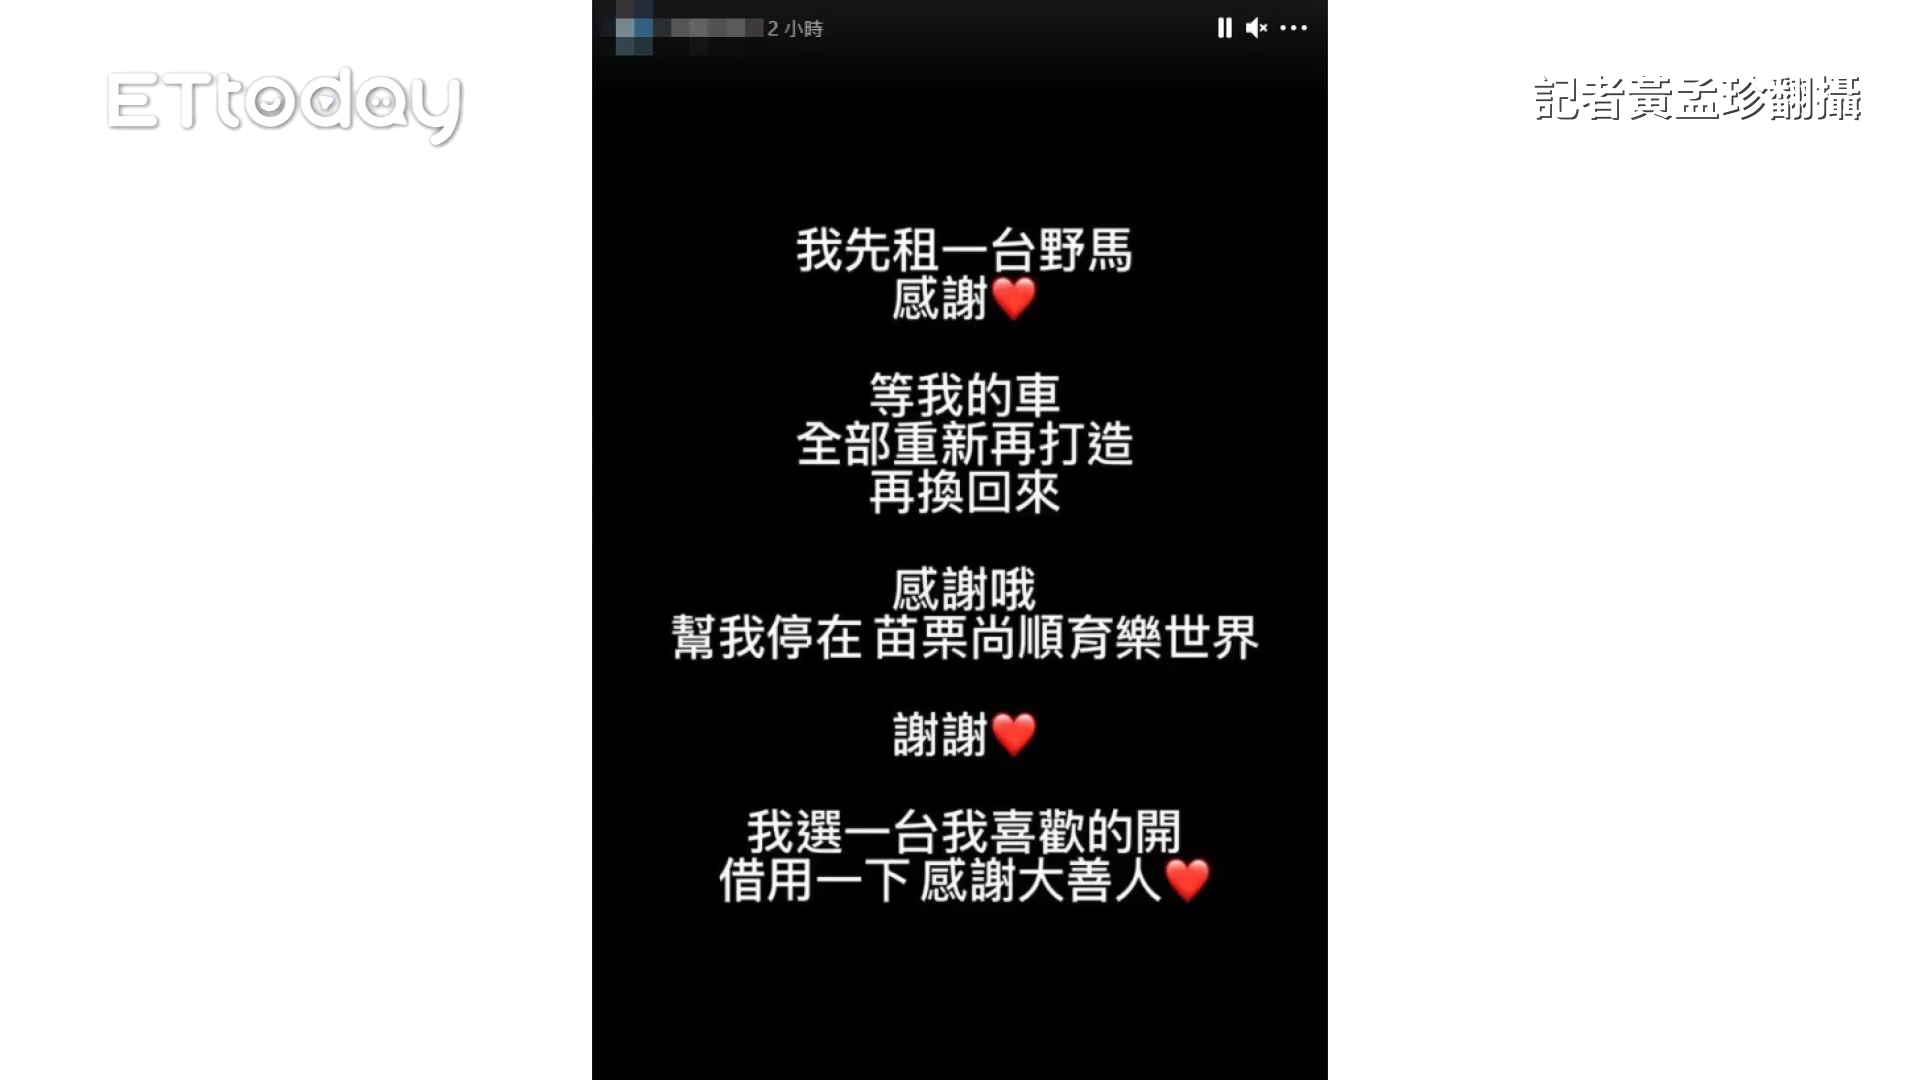 2 小時
ETtoday
記者黃孟珍翻攝
我先租一台野馬
感謝❤️
等我的車
全部重新再打造
再換回來
感謝哦
幫我停在 苗栗尚順育樂世界
謝謝❤️
我選一台我喜歡的開
借用一下 感謝大善人❤️